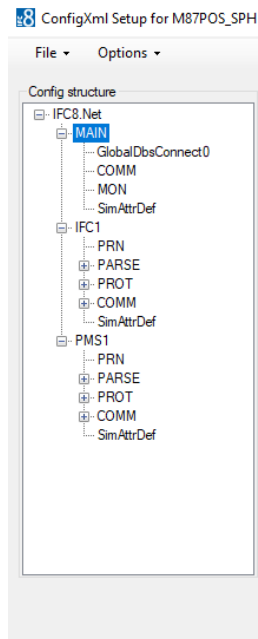 ConfigXml Setup for M87POS_SPH
File Options
Config structure
IFC8.Net
MAIN
GlobalDbsConnect0
COMM
MON
SimAttrDef
IFC1
PRN
PARSE
PROT
COMM
SimAttrDef
PMS1
PRN
PARSE
PROT
COMM
SimAttrDef